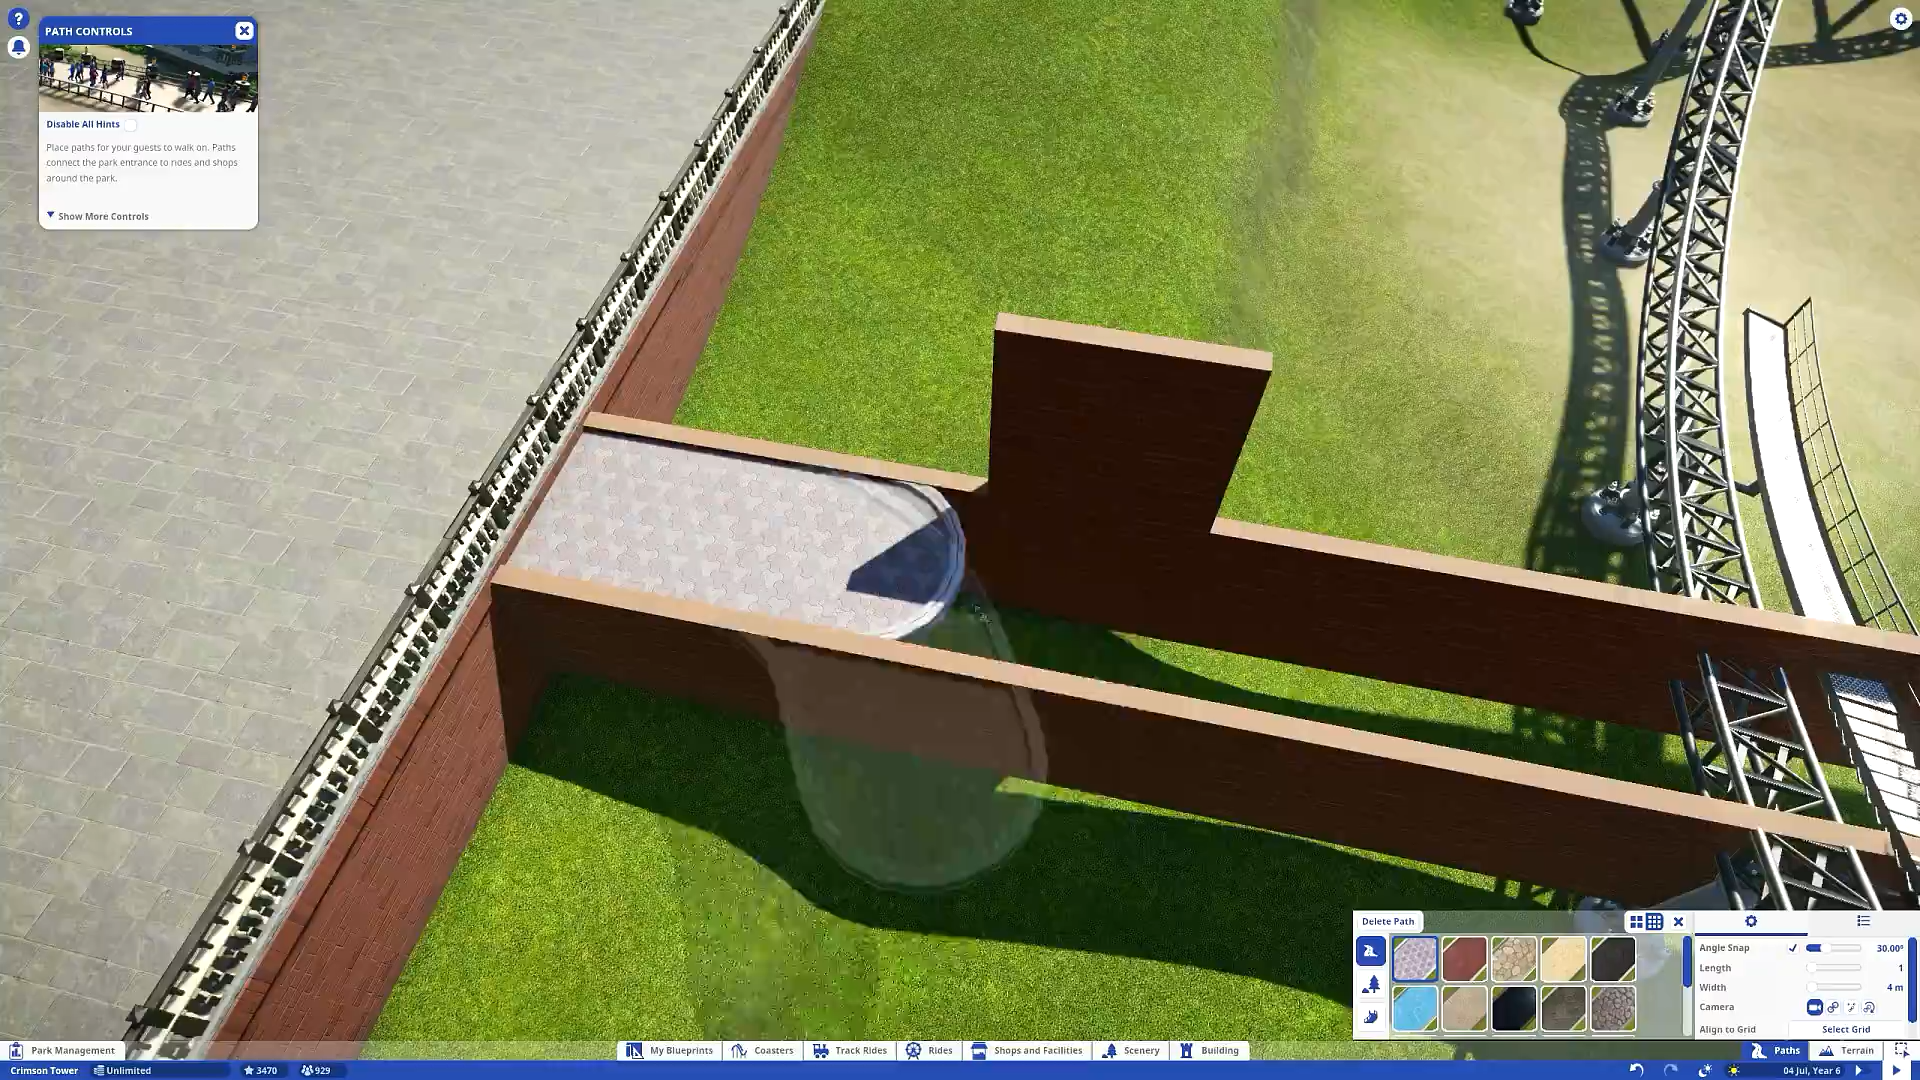 ?
PATH CONTROLS
Disable All Hints
Place paths for your guests to walk on. Paths
connect the park entrance to rides and shops
around the park.
Show More Controls
Delete Path
Angle Snap 30.00°
Length 1
Width 4 m
Camera
Align to Grid Select Grid
Park Management
My Blueprints
Coasters
Track Rides
Rides
Shops and Facilities
Scenery
Building
Paths
Terrain
Crimson Tower
Unlimited
3470
929
04 Jul, Year 6